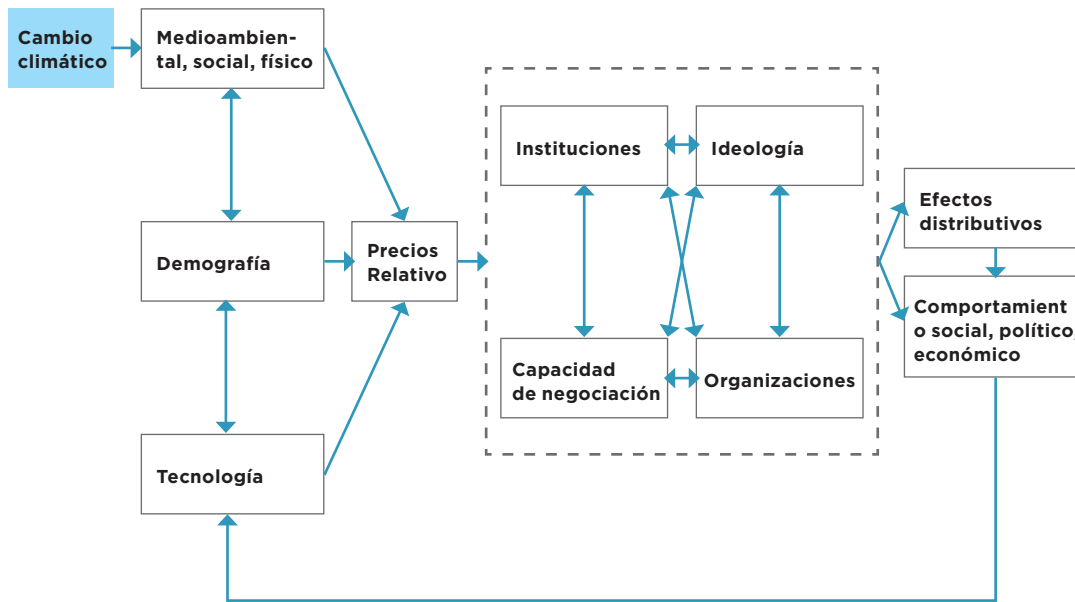 Cambio
climático
Medioambien-
tal, social, físico
Instituciones
Ideología
Efectos
distributivos
Demografía
Precios
Relativo
Comportamient
o social, político,
económico
Capacidad
de negociación
Organizaciones
Tecnología